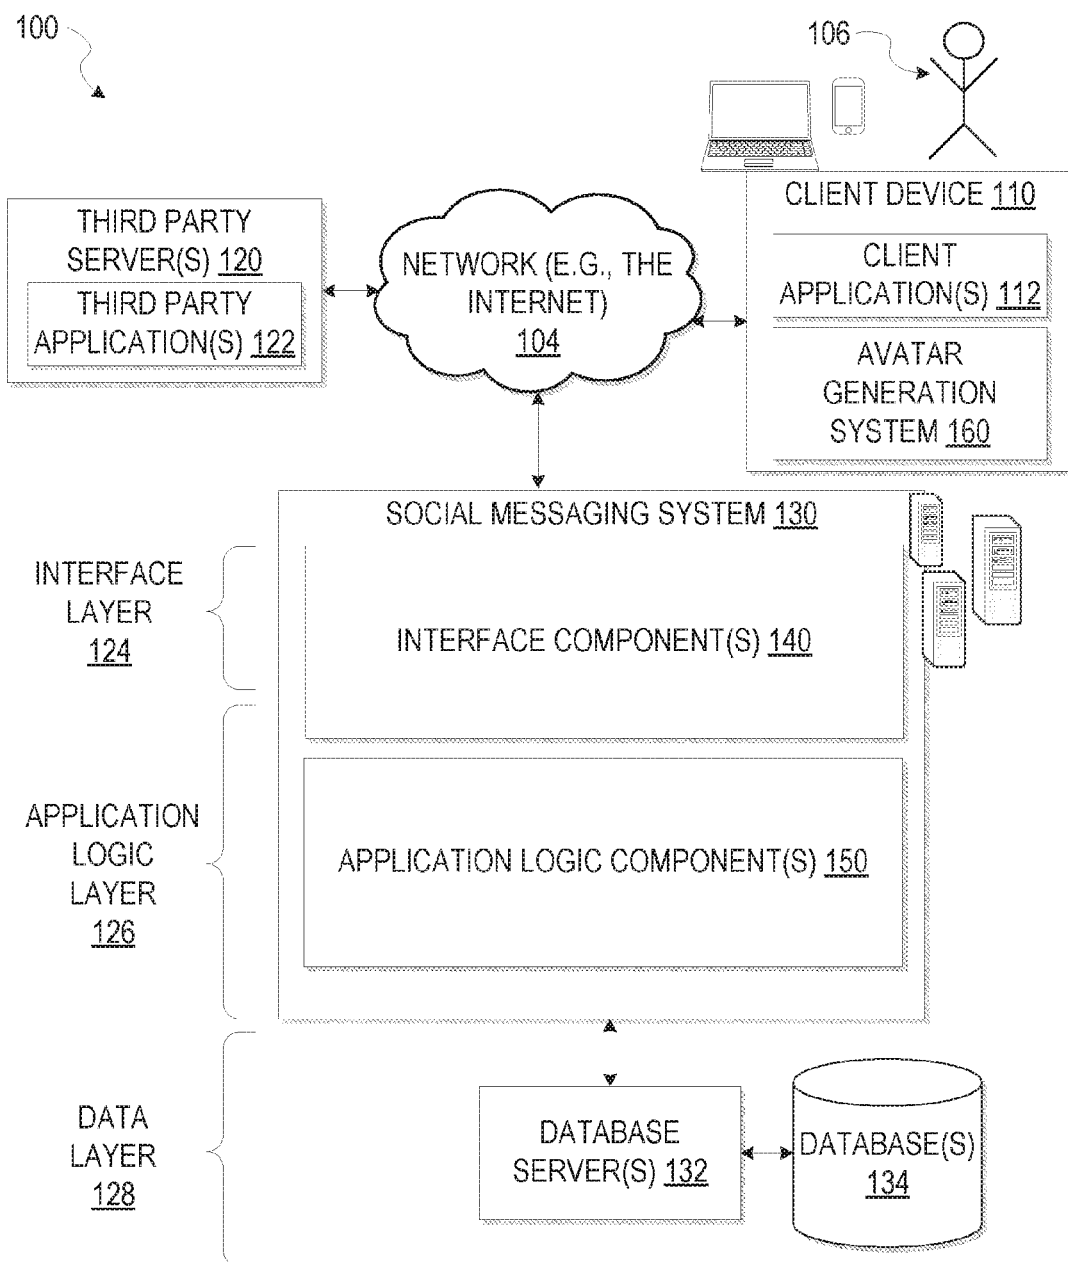 100
106
CLIENT DEVICE 110
CLIENT
APPLICATION(S) 112
AVATAR
GENERATION
SYSTEM 160
THIRD PARTY
SERVER(S) 120
THIRD PARTY
APPLICATION(S) 122
NETWORK (E.G., THE
INTERNET)
104
SOCIAL MESSAGING SYSTEM 130
INTERFACE
LAYER
124
INTERFACE COMPONENT(S) 140
APPLICATION
LOGIC
LAYER
126
APPLICATION LOGIC COMPONENT(S) 150
DATA
LAYER
128
DATABASE
SERVER(S) 132
DATABASE(S)
134